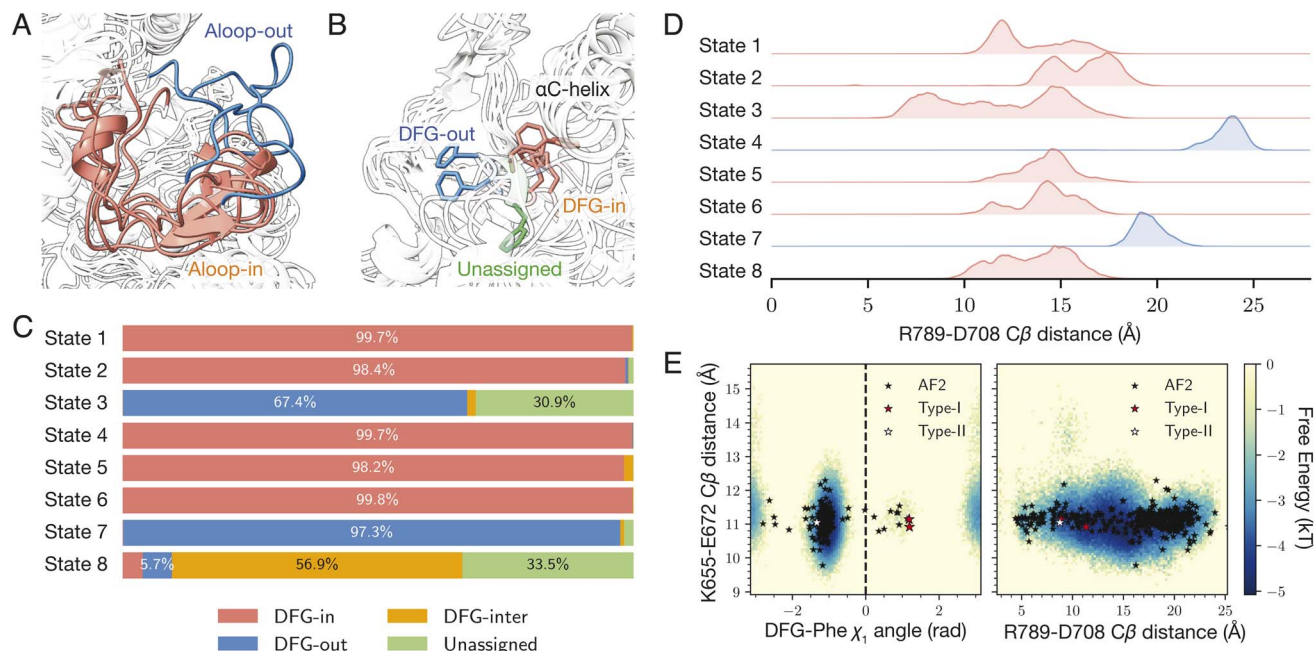 A
Aloop-out
Aloop-in
B
αC-helix
DFG-out
DFG-in
Unassigned
C
State 1
99.7%
State 2
98.4%
State 3
67.4%
30.9%
State 4
99.7%
State 5
98.2%
State 6
99.8%
State 7
97.3%
State 8
5.7%
56.9%
33.5%
DFG-in
DFG-inter
DFG-out
Unassigned
D
State 1
State 2
State 3
State 4
State 5
State 6
State 7
State 8
0 5 10 15 20 25
R789-D708 Cβ distance (Å)
E
K655-E672 Cβ distance (Å)
15
14
13
12
11
10
9
AF2
Type-I
Type-II
−2 0 2
DFG-Phe χ₁ angle (rad)
AF2
Type-I
Type-II
5 10 15 20 25
R789-D708 Cβ distance (Å)
0
−1
−2
−3
−4
−5
Free Energy (kT)